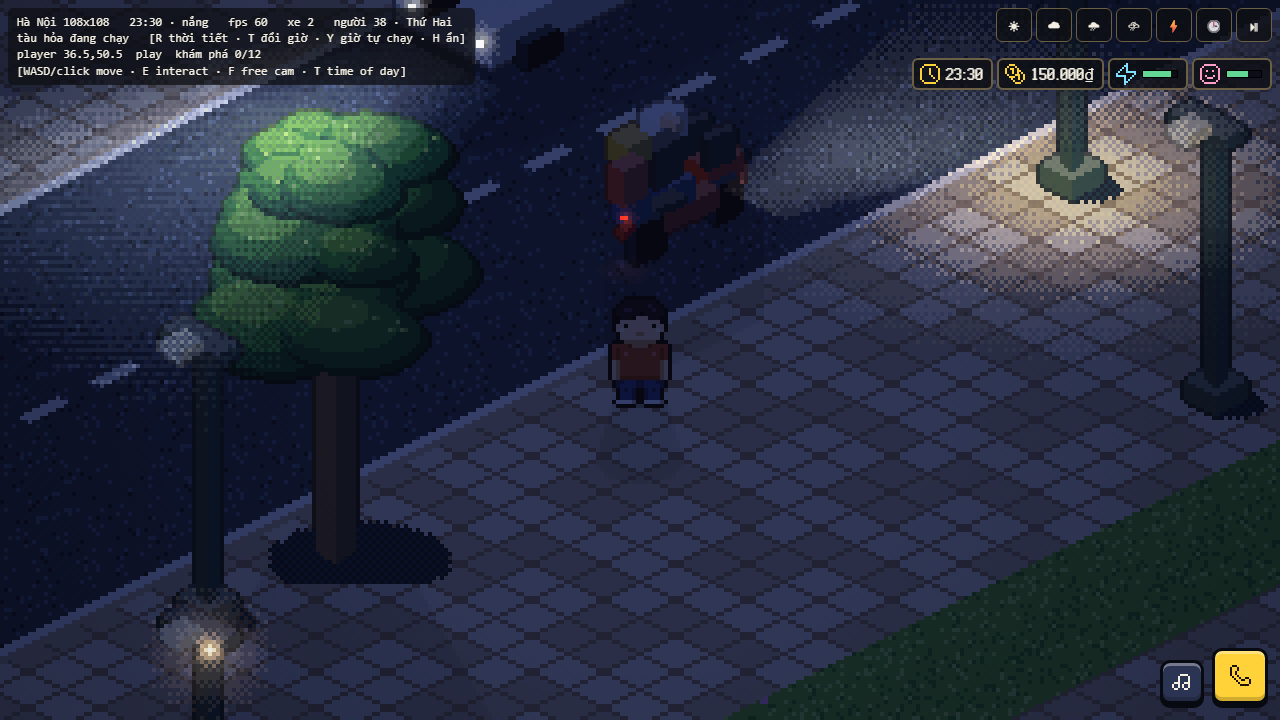 Hà Nội 108x108   23:30 · nắng   fps 60   xe 2   người 38 · Thứ Hai
tàu hỏa đang chạy   [R thời tiết · T đổi giờ · Y giờ tự chạy · H ẩn]
player 36.5,50.5  play  khám phá 0/12
[WASD/click move · E interact · F free cam · T time of day]
23:30
150.000₫